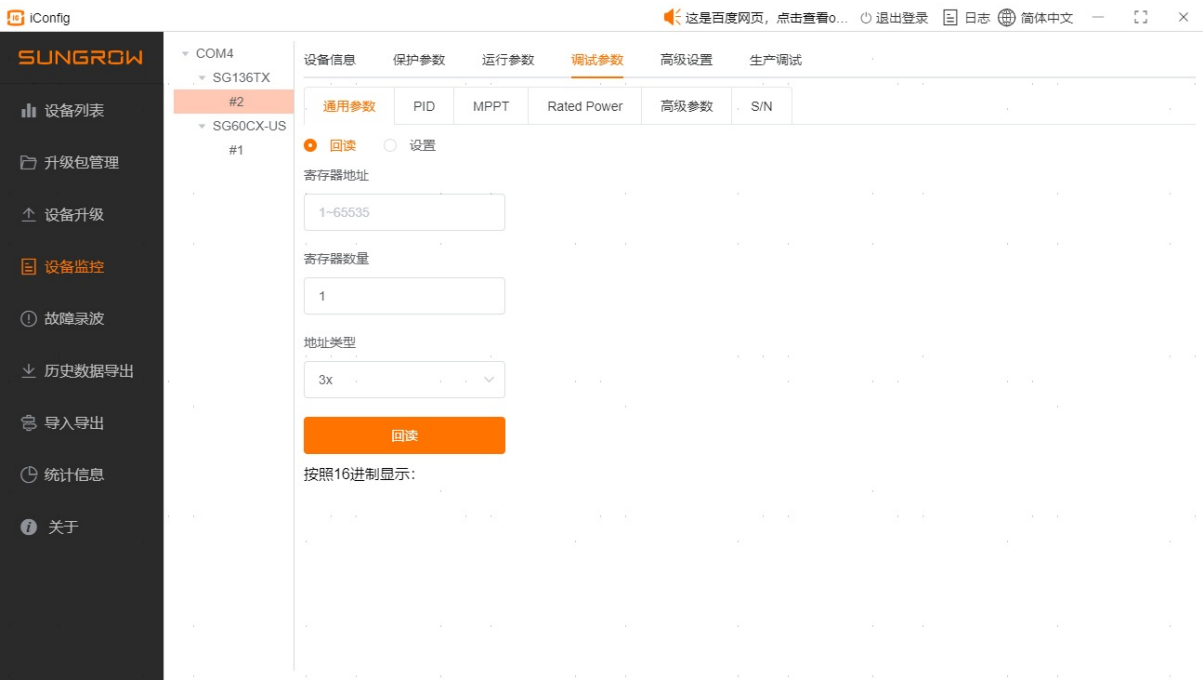 iConfig
这是百度网页，点击查看o...
退出登录
日志
简体中文
SUNGROW
设备列表
升级包管理
设备升级
设备监控
故障录波
历史数据导出
导入导出
统计信息
关于
COM4
SG136TX
#2
SG60CX-US
#1
设备信息 保护参数 运行参数 调试参数 高级设置 生产调试
通用参数 PID MPPT Rated Power 高级参数 S/N
回读 设置
寄存器地址
1~65535
寄存器数量
1
地址类型
3x
回读
按照16进制显示：